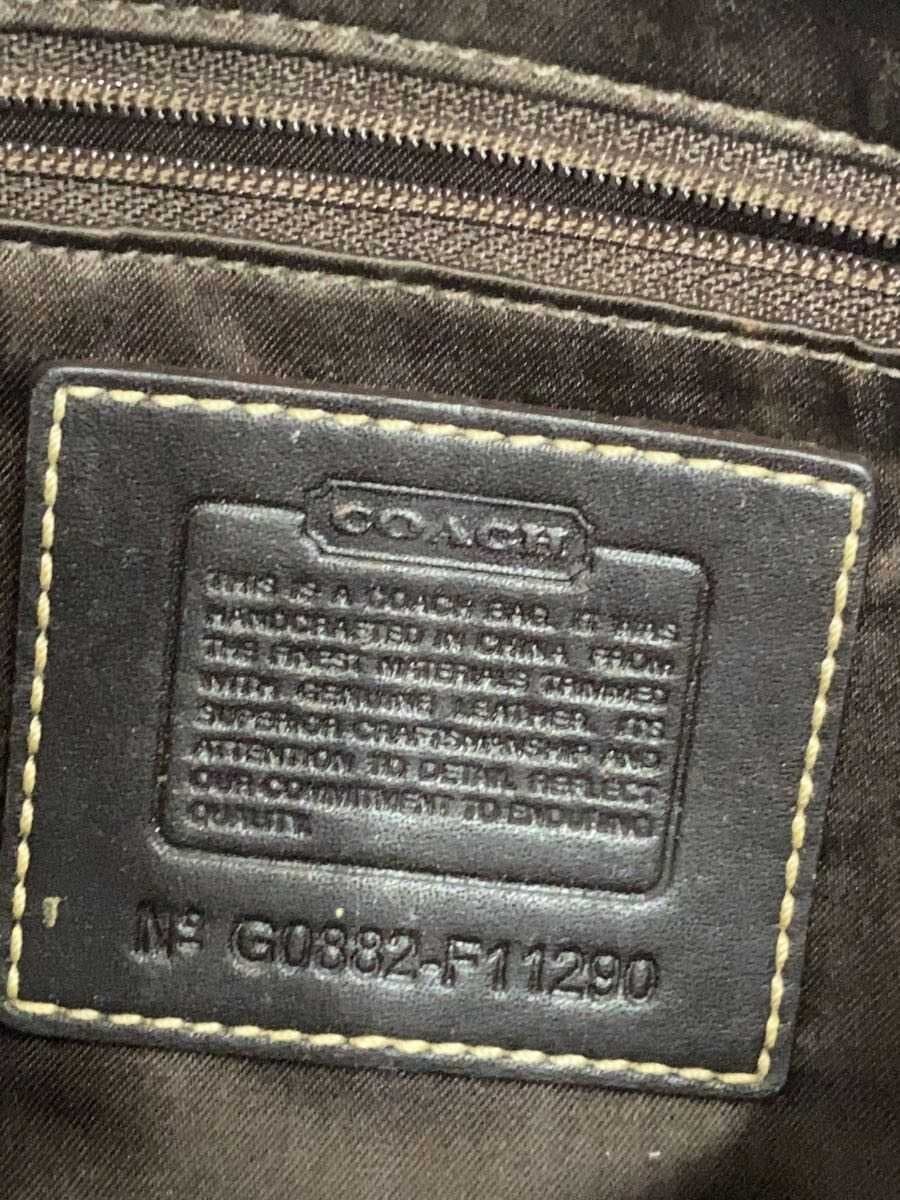 COACH
THIS IS A COACH BAG. IT WAS
HANDCRAFTED IN CHINA FROM
THE FINEST MATERIALS TRIMMED
WITH GENUINE LEATHER. ITS
SUPERIOR CRAFTSMANSHIP AND
ATTENTION TO DETAIL REFLECT
OUR COMMITMENT TO ENDURING
QUALITY.
Nº G0882-F11290